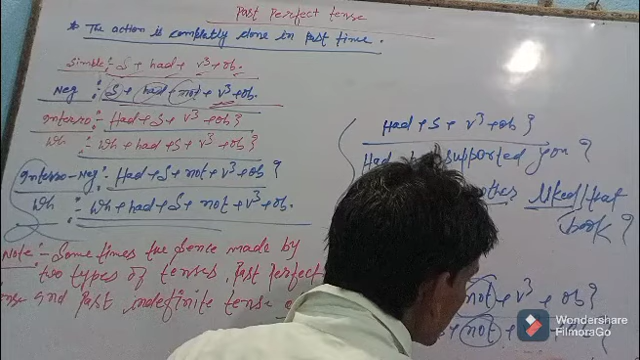 Past Perfect tense
* The action is completly done in past time.
Simple:- S + had + v³ + ob.
Neg :- S + had + not + v³ + ob.
Interro:- Had + S + v³ + ob?
Wh :- Wh + had + S + v³ + ob?
Interro-Neg:- Had + S + not + v³ + ob?
Wh :- Wh + had + S + not + v³ + ob.
Note:- Some times the sence made by
two types of tenses, Past Perfect
and Past indefinite tense
Had + S + v³ + ob?
Had supported you?
liked that
book?
not + v³ + ob?
not +
Wondershare
FilmoraGo